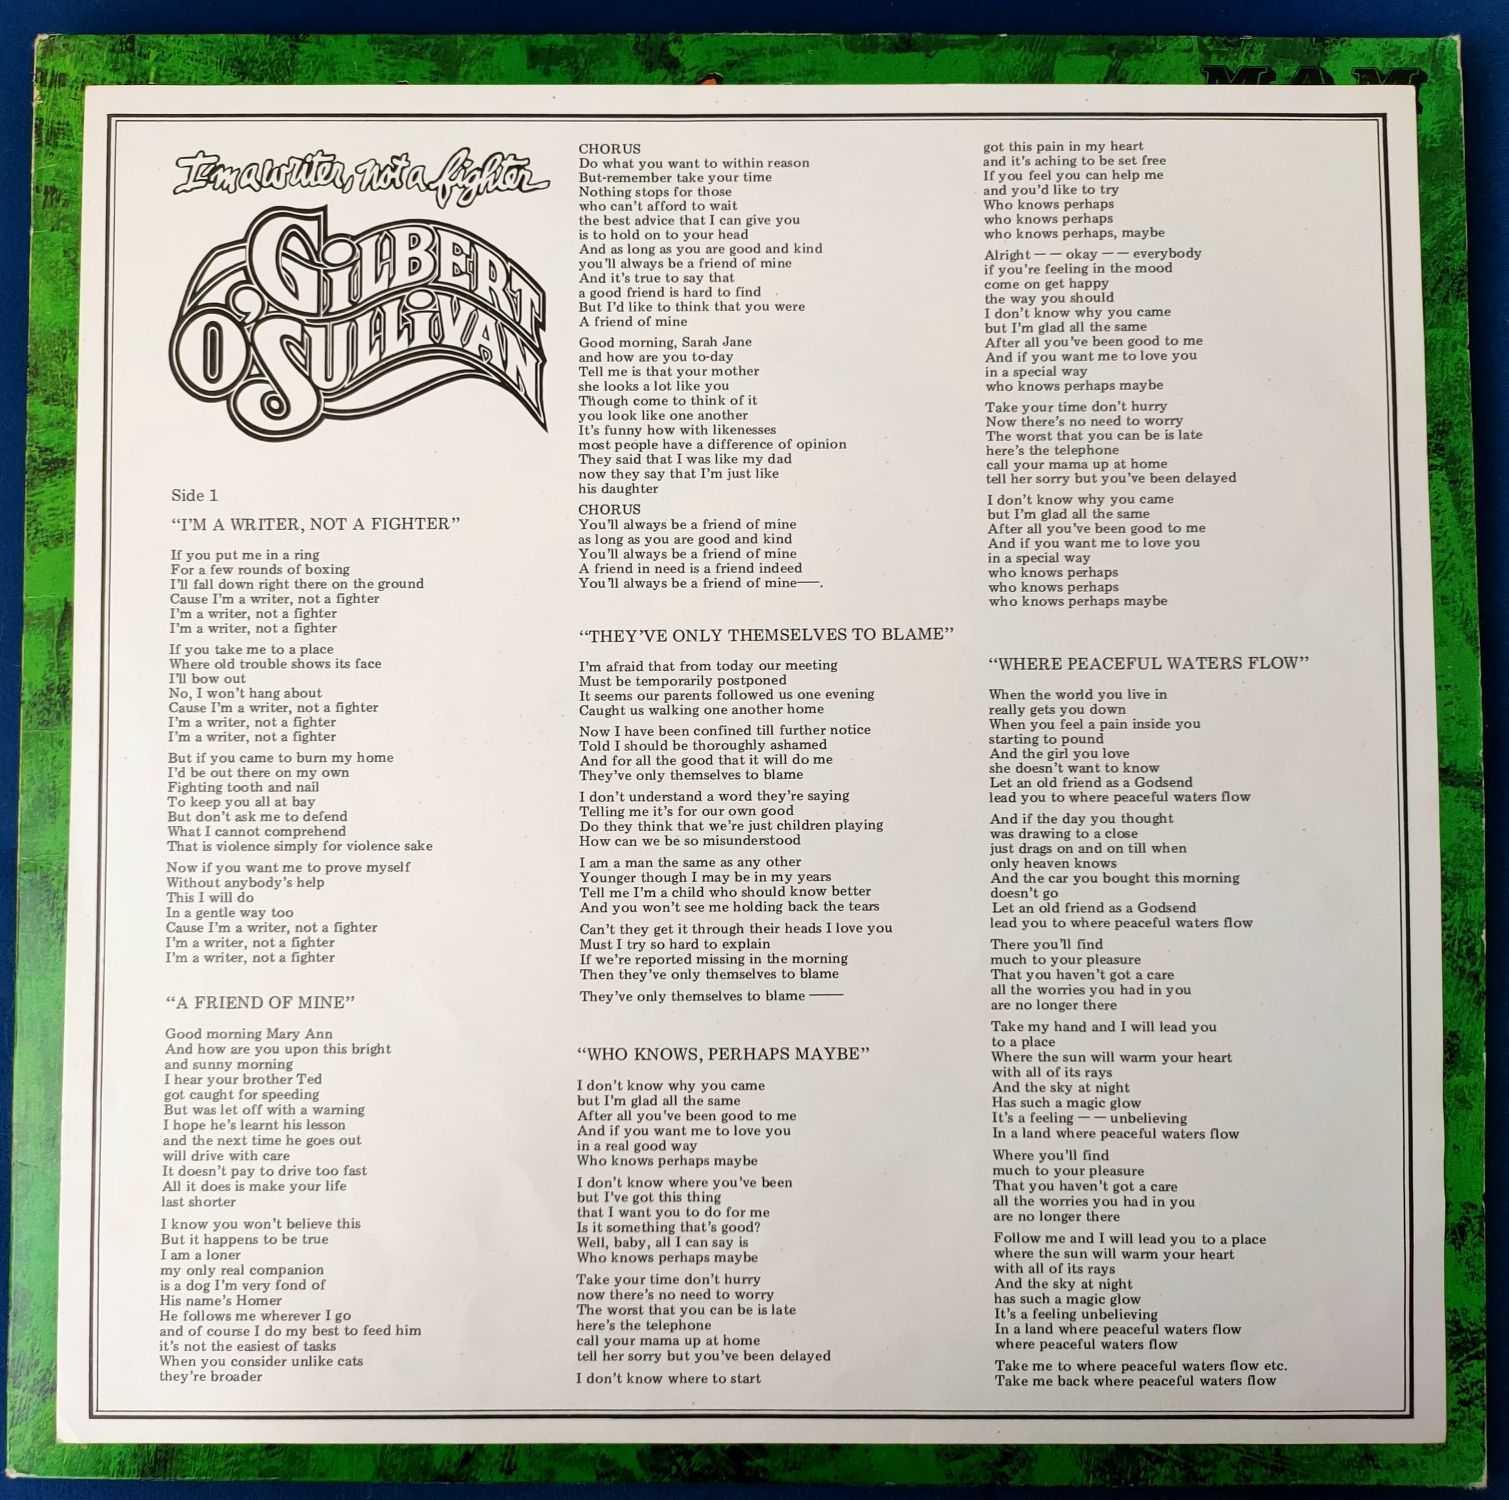 MAM
I'm a writer, not a fighter
GILBERT
O'SULLIVAN
Side 1
“I'M A WRITER, NOT A FIGHTER”
If you put me in a ring
For a few rounds of boxing
I'll fall down right there on the ground
Cause I'm a writer, not a fighter
I'm a writer, not a fighter
I'm a writer, not a fighter
If you take me to a place
Where old trouble shows its face
I'll bow out
No, I won't hang about
Cause I'm a writer, not a fighter
I'm a writer, not a fighter
I'm a writer, not a fighter
But if you came to burn my home
I'd be out there on my own
Fighting tooth and nail
To keep you all at bay
But don't ask me to defend
What I cannot comprehend
That is violence simply for violence sake
Now if you want me to prove myself
Without anybody's help
This I will do
In a gentle way too
Cause I'm a writer, not a fighter
I'm a writer, not a fighter
I'm a writer, not a fighter
“A FRIEND OF MINE”
Good morning Mary Ann
And how are you upon this bright
and sunny morning
I hear your brother Ted
got caught for speeding
But was let off with a warning
I hope he's learnt his lesson
and the next time he goes out
will drive with care
It doesn't pay to drive too fast
All it does is make your life
last shorter
I know you won't believe this
But it happens to be true
I am a loner
my only real companion
is a dog I'm very fond of
His name's Homer
He follows me wherever I go
and of course I do my best to feed him
it's not the easiest of tasks
When you consider unlike cats
they're broader
CHORUS
Do what you want to within reason
But-remember take your time
Nothing stops for those
who can't afford to wait
the best advice that I can give you
is to hold on to your head
And as long as you are good and kind
you'll always be a friend of mine
And it's true to say that
a good friend is hard to find
But I'd like to think that you were
A friend of mine
Good morning, Sarah Jane
and how are you to-day
Tell me is that your mother
she looks a lot like you
Though come to think of it
you look like one another
It's funny how with likenesses
most people have a difference of opinion
They said that I was like my dad
now they say that I'm just like
his daughter
CHORUS
You'll always be a friend of mine
as long as you are good and kind
You'll always be a friend of mine
A friend in need is a friend indeed
You'll always be a friend of mine——.
“THEY'VE ONLY THEMSELVES TO BLAME”
I'm afraid that from today our meeting
Must be temporarily postponed
It seems our parents followed us one evening
Caught us walking one another home
Now I have been confined till further notice
Told I should be thoroughly ashamed
And for all the good that it will do me
They've only themselves to blame
I don't understand a word they're saying
Telling me it's for our own good
Do they think that we're just children playing
How can we be so misunderstood
I am a man the same as any other
Younger though I may be in my years
Tell me I'm a child who should know better
And you won't see me holding back the tears
Can't they get it through their heads I love you
Must I try so hard to explain
If we're reported missing in the morning
Then they've only themselves to blame
They've only themselves to blame ——
“WHO KNOWS, PERHAPS MAYBE”
I don't know why you came
but I'm glad all the same
After all you've been good to me
And if you want me to love you
in a real good way
Who knows perhaps maybe
I don't know where you've been
but I've got this thing
that I want you to do for me
Is it something that's good?
Well, baby, all I can say is
Who knows perhaps maybe
Take your time don't hurry
now there's no need to worry
The worst that you can be is late
here's the telephone
call your mama up at home
tell her sorry but you've been delayed
I don't know where to start
got this pain in my heart
and it's aching to be set free
If you feel you can help me
and you'd like to try
Who knows perhaps
who knows perhaps
who knows perhaps, maybe
Alright — — okay — — everybody
if you're feeling in the mood
come on get happy
the way you should
I don't know why you came
but I'm glad all the same
After all you've been good to me
And if you want me to love you
in a special way
who knows perhaps maybe
Take your time don't hurry
Now there's no need to worry
The worst that you can be is late
here's the telephone
call your mama up at home
tell her sorry but you've been delayed
I don't know why you came
but I'm glad all the same
After all you've been good to me
And if you want me to love you
in a special way
who knows perhaps
who knows perhaps
who knows perhaps maybe
“WHERE PEACEFUL WATERS FLOW”
When the world you live in
really gets you down
When you feel a pain inside you
starting to pound
And the girl you love
she doesn't want to know
Let an old friend as a Godsend
lead you to where peaceful waters flow
And if the day you thought
was drawing to a close
just drags on and on till when
only heaven knows
And the car you bought this morning
doesn't go
Let an old friend as a Godsend
lead you to where peaceful waters flow
There you'll find
much to your pleasure
That you haven't got a care
all the worries you had in you
are no longer there
Take my hand and I will lead you
to a place
Where the sun will warm your heart
with all of its rays
And the sky at night
Has such a magic glow
It's a feeling — — unbelieving
In a land where peaceful waters flow
Where you'll find
much to your pleasure
That you haven't got a care
all the worries you had in you
are no longer there
Follow me and I will lead you to a place
where the sun will warm your heart
with all of its rays
And the sky at night
has such a magic glow
It's a feeling unbelieving
In a land where peaceful waters flow
where peaceful waters flow
Take me to where peaceful waters flow etc.
Take me back where peaceful waters flow